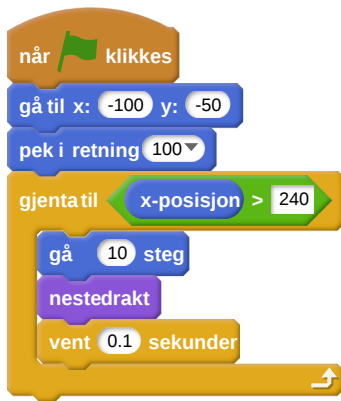 når klikkes
gå til x: -100 y: -50
pek i retning 100
gjenta til x-posisjon > 240
gå 10 steg
nestedrakt
vent 0.1 sekunder